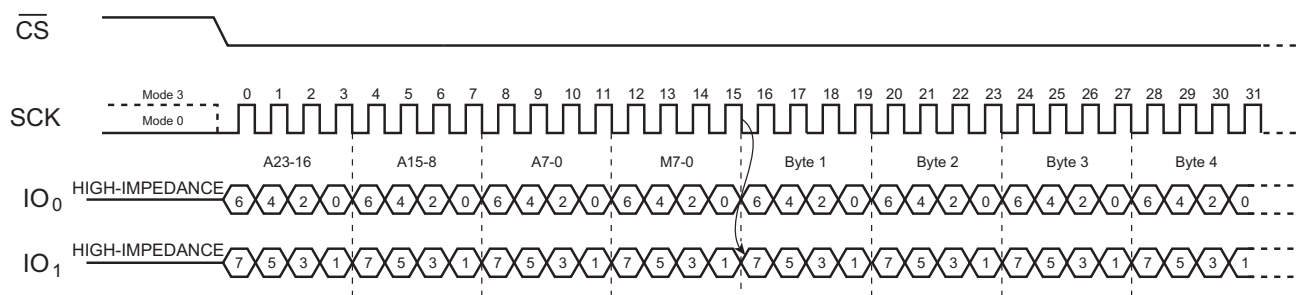 CS
Mode 3
Mode 0
SCK
0 1 2 3 4 5 6 7 8 9 10 11 12 13 14 15 16 17 18 19 20 21 22 23 24 25 26 27 28 29 30 31
A23-16 A15-8 A7-0 M7-0 Byte 1 Byte 2 Byte 3 Byte 4
IO0 HIGH-IMPEDANCE 6 4 2 0 6 4 2 0 6 4 2 0 6 4 2 0 6 4 2 0 6 4 2 0 6 4 2 0 6 4 2 0
IO1 HIGH-IMPEDANCE 7 5 3 1 7 5 3 1 7 5 3 1 7 5 3 1 7 5 3 1 7 5 3 1 7 5 3 1 7 5 3 1